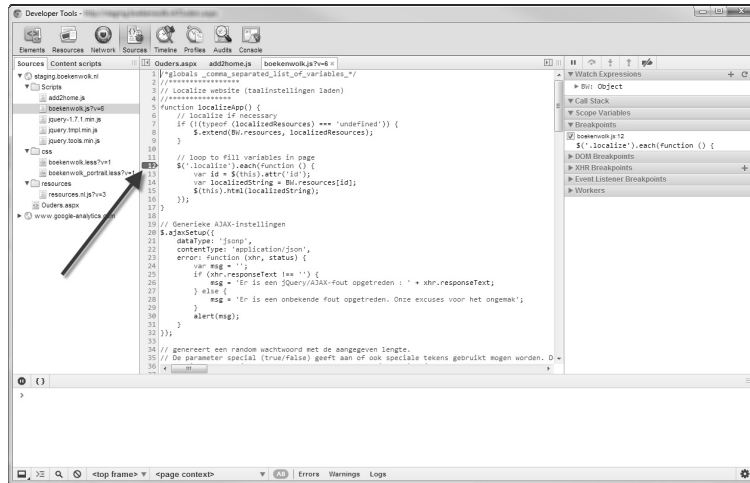 Developer Tools -
Elements Resources Network Sources Timeline Profiles Audits Console
Sources Content scripts
Ouders.aspx add2home.js boekenwolk.js?v=6 ×
staging.boekenwolk.nl
Scripts
add2home.js
boekenwolk.js?v=6
jquery-1.7.1.min.js
jquery.tmpl.min.js
jquery.tools.min.js
css
boekenwolk.less?v=1
boekenwolk_portrait.less?v=1
resources
resources.nl.js?v=3
Ouders.aspx
www.google-analytics
1 /*globals _comma_separated_list_of_variables_*/
2 //*****************
3 // Localize website (taalinstellingen laden)
4 //***************
5 function localizeApp() {
6 // localize if necessary
7 if (!(typeof (localizedResources) === 'undefined')) {
8 $.extend(BW.resources, localizedResources);
9 }
10
11 // loop to fill variables in page
12 $('.localize').each(function () {
13 var id = $(this).attr('id');
14 var localizedString = BW.resources[id];
15 $(this).html(localizedString);
16 });
17 }
18
19 // Generieke AJAX-instellingen
20 $.ajaxSetup({
21 dataType: 'jsonp',
22 contentType: 'application/json',
23 error: function (xhr, status) {
24 var msg = '';
25 if (xhr.responseText !== '') {
26 msg = 'Er is een jQuery/AJAX-fout opgetreden : ' + xhr.responseText;
27 } else {
28 msg = 'Er is een onbekende fout opgetreden. Onze excuses voor het ongemak';
29 }
30 alert(msg);
31 }
32 });
33
34 // genereert een random wachtwoord met de aangegeven lengte.
35 // De parameter special (true/false) geeft aan of ook speciale tekens gebruikt mogen worden. D
36
Watch Expressions + C
BW: Object
Call Stack
Scope Variables
Breakpoints
boekenwolk.js:12
$('.localize').each(function () {
DOM Breakpoints
XHR Breakpoints +
Event Listener Breakpoints
Workers
{}
>
<top frame> ▼ <page context> ▼ All Errors Warnings Logs